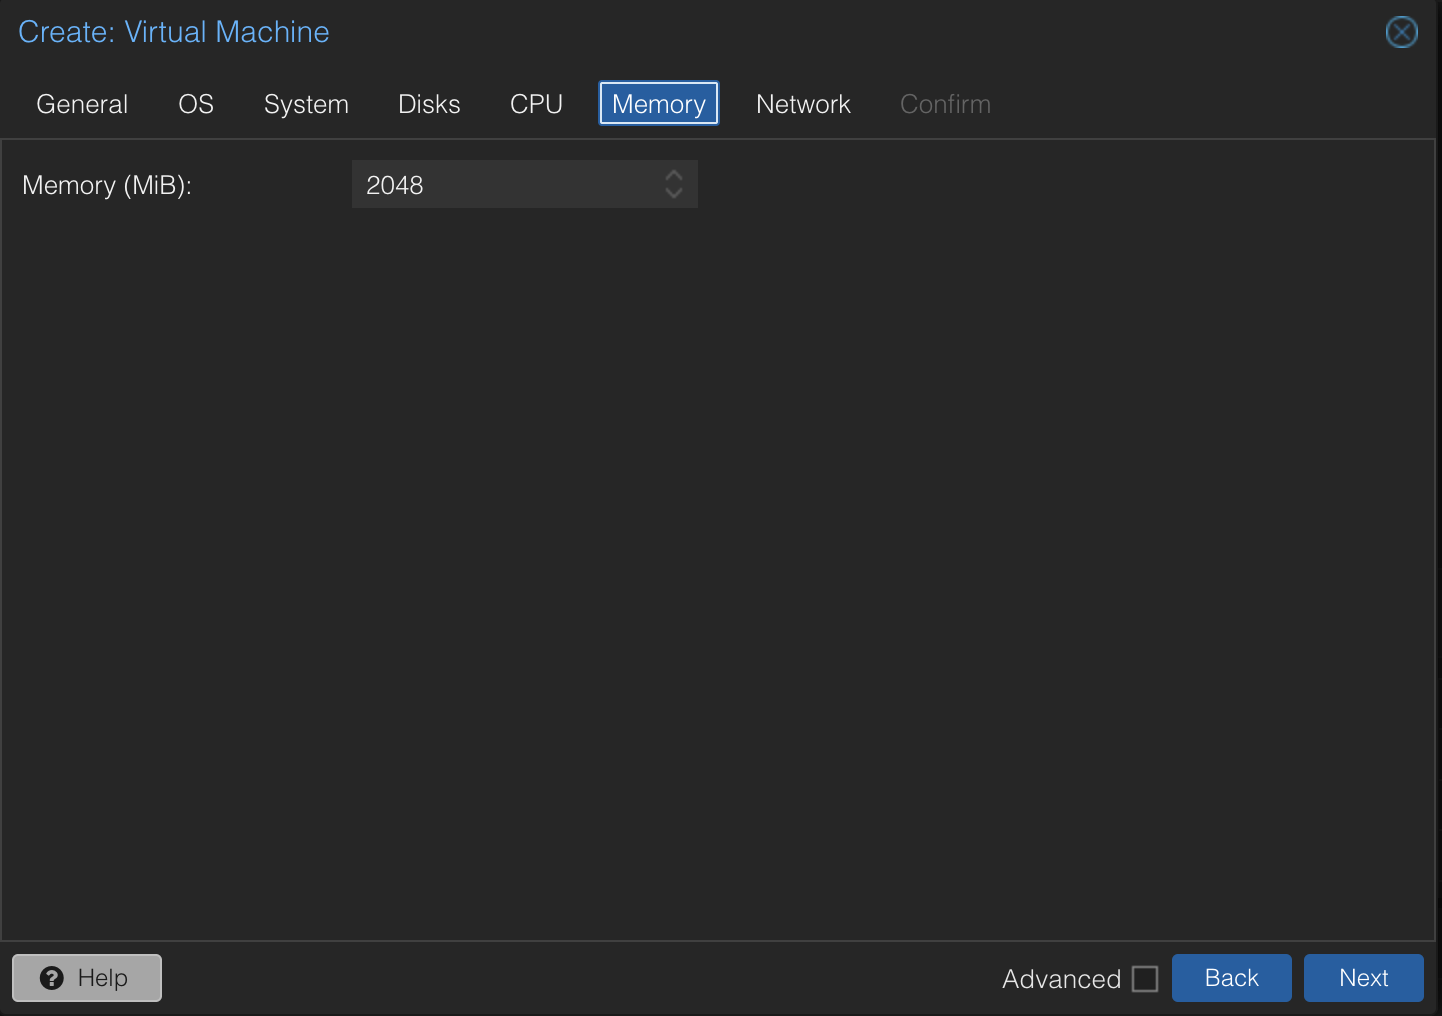 Create: Virtual Machine
General OS System Disks CPU Memory Network Confirm
Memory (MiB): 2048
Help Advanced Back Next